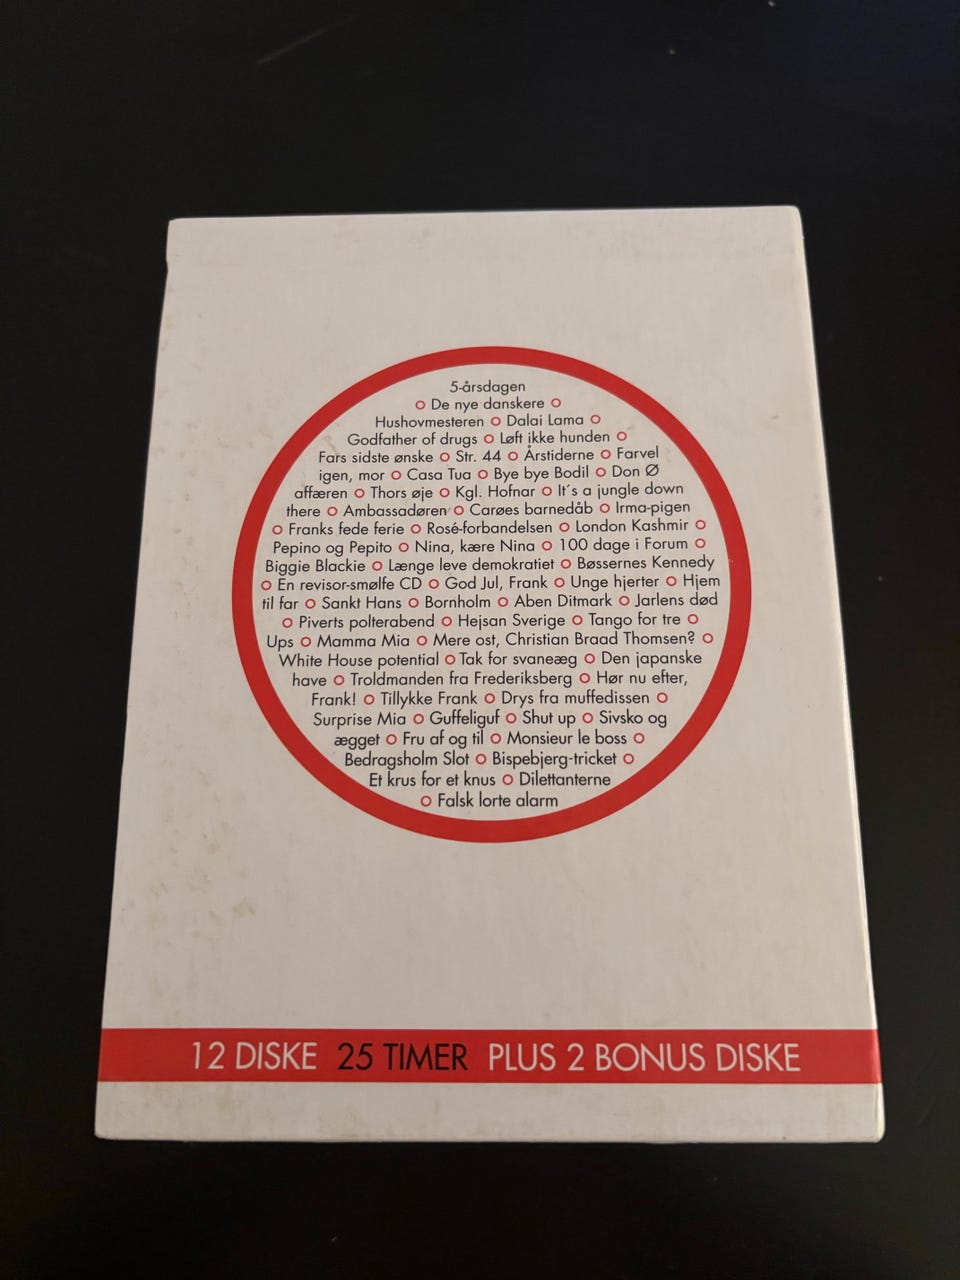 5-årsdagen
o De nye danskere o
Hushovmesteren o Dalai Lama o
Godfather of drugs o Løft ikke hunden o
Fars sidste ønske o Str. 44 o Årstiderne o Farvel
igen, mor o Casa Tua o Bye bye Bodil o Don Ø
affæren o Thors øje o Kgl. Hofnar o It´s a jungle down
there o Ambassadøren o Carøes barnedåb o Irma-pigen
o Franks fede ferie o Rosé-forbandelsen o London Kashmir o
Pepino og Pepito o Nina, kære Nina o 100 dage i Forum o
Biggie Blackie o Længe leve demokratiet o Bøssernes Kennedy
o En revisor-smølfe CD o God Jul, Frank o Unge hjerter o Hjem
til far o Sankt Hans o Bornholm o Aben Ditmark o Jarlens død
o Piverts polterabend o Hejsan Sverige o Tango for tre o
Ups o Mamma Mia o Mere ost, Christian Braad Thomsen? o
White House potential o Tak for svaneæg o Den japanske
have o Troldmanden fra Frederiksberg o Hør nu efter,
Frank! o Tillykke Frank o Drys fra muffedissen o
Surprise Mia o Guffeliguf o Shut up o Sivsko og
ægget o Fru af og til o Monsieur le boss o
Bedragsholm Slot o Bispebjerg-tricket o
Et krus for et knus o Dilettanterne
o Falsk lorte alarm
12 DISKE 25 TIMER PLUS 2 BONUS DISKE